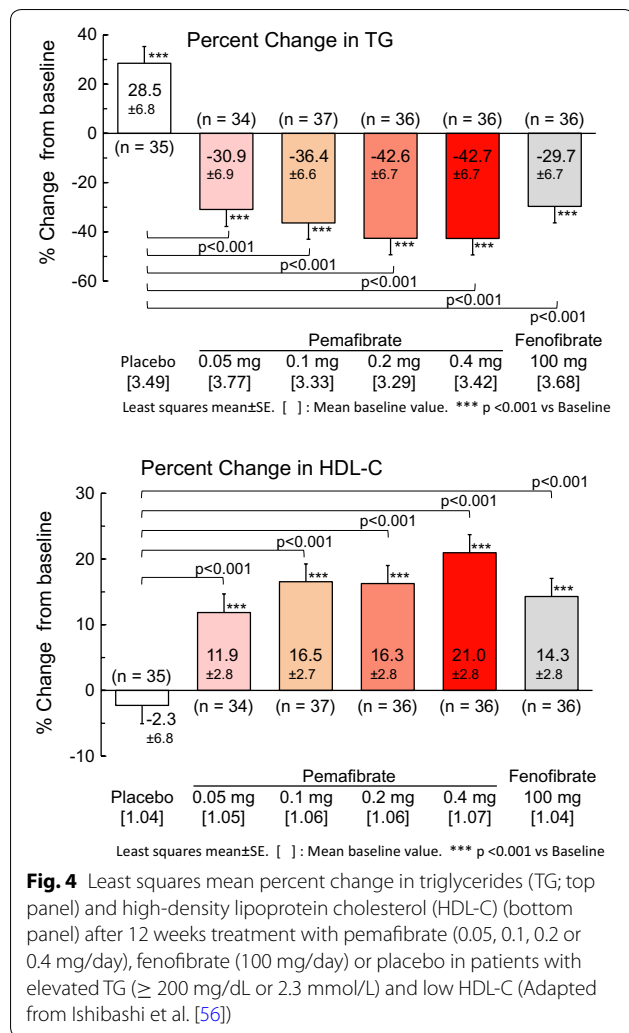 Percent Change in TG
% Change from baseline
40
20
0
-20
-40
-60
***
28.5
±6.8
(n = 35)
(n = 34) (n = 37) (n = 36) (n = 36) (n = 36)
-30.9 -36.4 -42.6 -42.7 -29.7
±6.9 ±6.6 ±6.7 ±6.7 ±6.7
*** *** *** *** ***
p<0.001
p<0.001
p<0.001
p<0.001
p<0.001
Pemafibrate Fenofibrate
Placebo 0.05 mg 0.1 mg 0.2 mg 0.4 mg 100 mg
[3.49] [3.77] [3.33] [3.29] [3.42] [3.68]
Least squares mean±SE. [ ] : Mean baseline value. *** p <0.001 vs Baseline
Percent Change in HDL-C
% Change from baseline
30
20
10
0
-10
p<0.001
p<0.001
p<0.001
p<0.001
p<0.001
*** *** *** *** ***
11.9 16.5 16.3 21.0 14.3
±2.8 ±2.7 ±2.8 ±2.8 ±2.8
(n = 35)
-2.3
±6.8
(n = 34) (n = 37) (n = 36) (n = 36) (n = 36)
Pemafibrate Fenofibrate
Placebo 0.05 mg 0.1 mg 0.2 mg 0.4 mg 100 mg
[1.04] [1.05] [1.06] [1.06] [1.07] [1.04]
Least squares mean±SE. [ ] : Mean baseline value. *** p <0.001 vs Baseline
Fig. 4 Least squares mean percent change in triglycerides (TG; top
panel) and high-density lipoprotein cholesterol (HDL-C) (bottom
panel) after 12 weeks treatment with pemafibrate (0.05, 0.1, 0.2 or
0.4 mg/day), fenofibrate (100 mg/day) or placebo in patients with
elevated TG (≥ 200 mg/dL or 2.3 mmol/L) and low HDL-C (Adapted
from Ishibashi et al. [56])